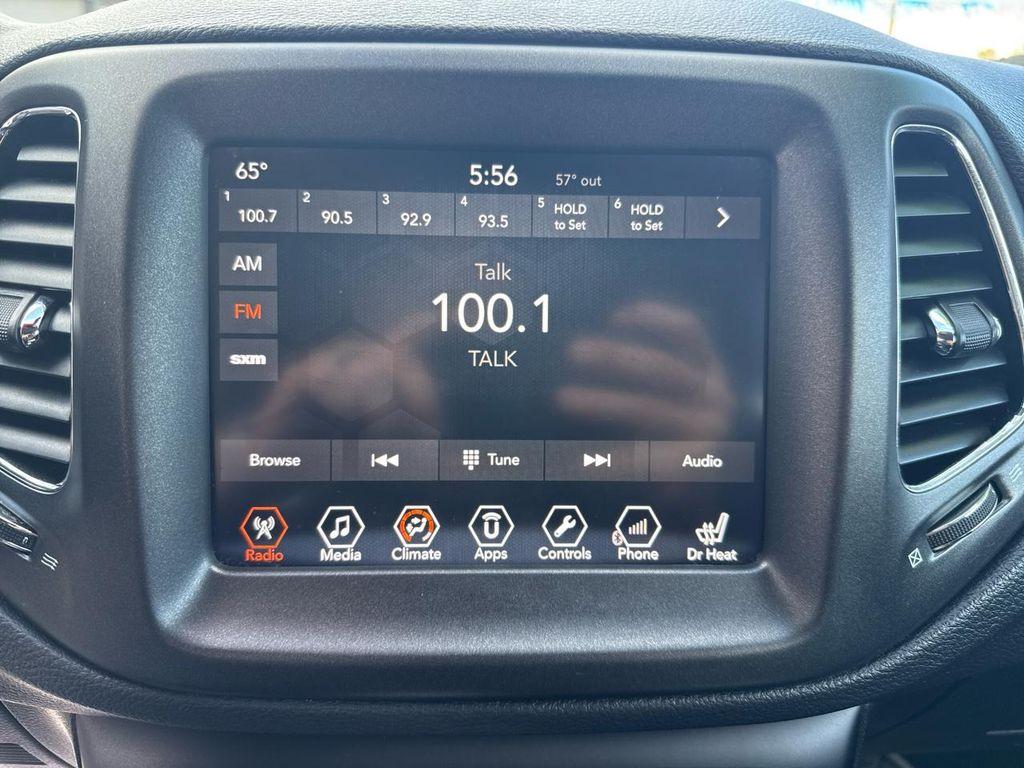 65° 5:56 57° out
1 100.7 2 90.5 3 92.9 4 93.5 5 HOLD to Set 6 HOLD to Set
AM
FM
sxm
Talk
100.1
TALK
Browse Tune Audio
Radio Media Climate Apps Controls Phone Dr Heat